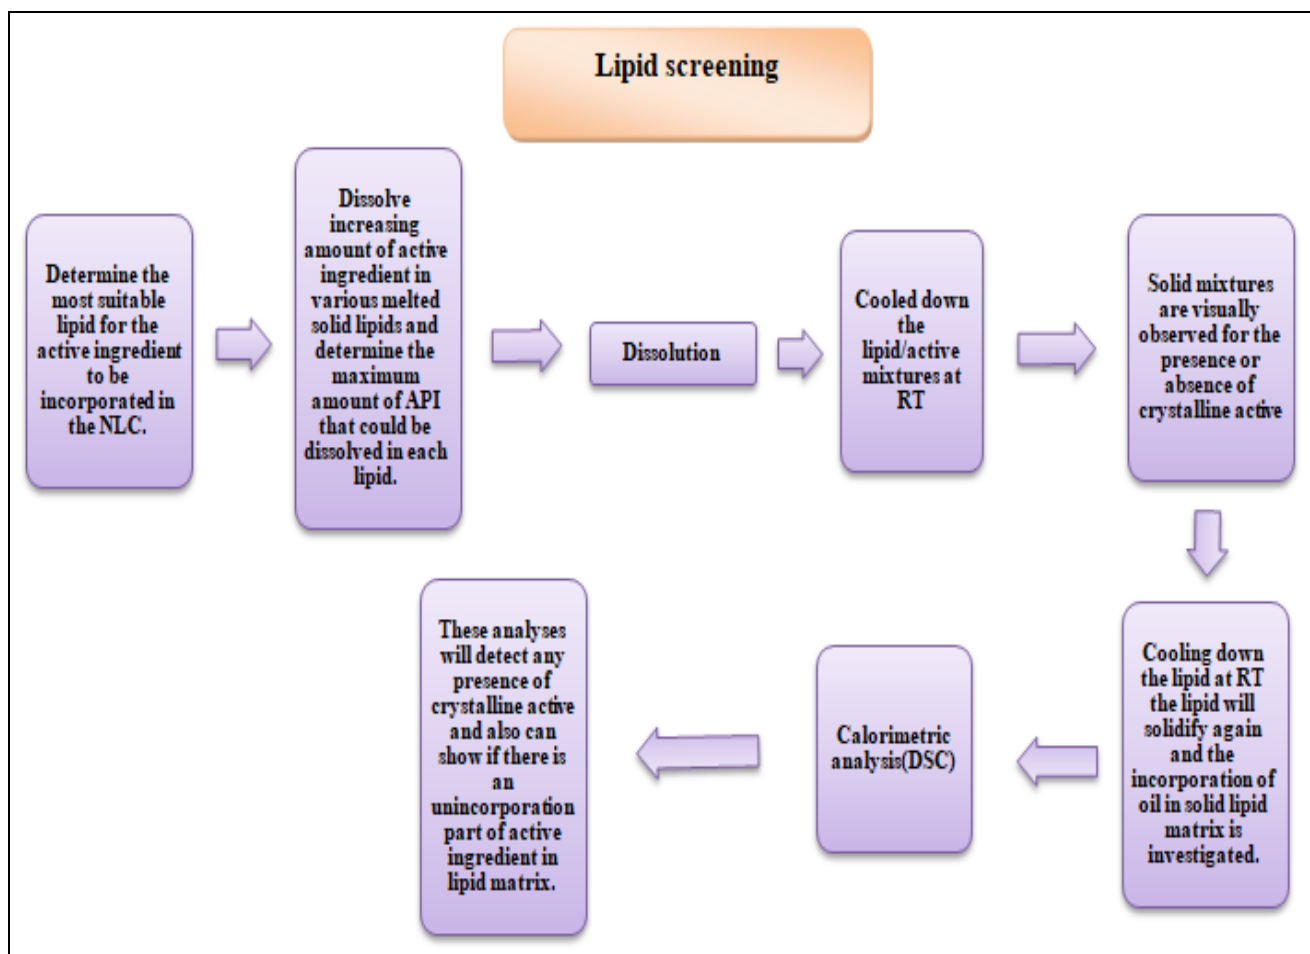 Lipid screening
Determine the
most suitable
lipid for the
active ingredient
to be
incorporated in
the NLC.
Dissolve
increasing
amount of active
ingredient in
various melted
solid lipids and
determine the
maximum
amount of API
that could be
dissolved in each
lipid.
Dissolution
Cooled down
the
lipid/active
mixtures at
RT
Solid mixtures
are visually
observed for the
presence or
absence of
crystalline active
Cooling down
the lipid at RT
the lipid will
solidify again
and the
incorporation of
oil in solid lipid
matrix is
investigated.
Calorimetric
analysis(DSC)
These analyses
will detect any
presence of
crystalline active
and also can
show if there is
an
unincorporation
part of active
ingredient in
lipid matrix.